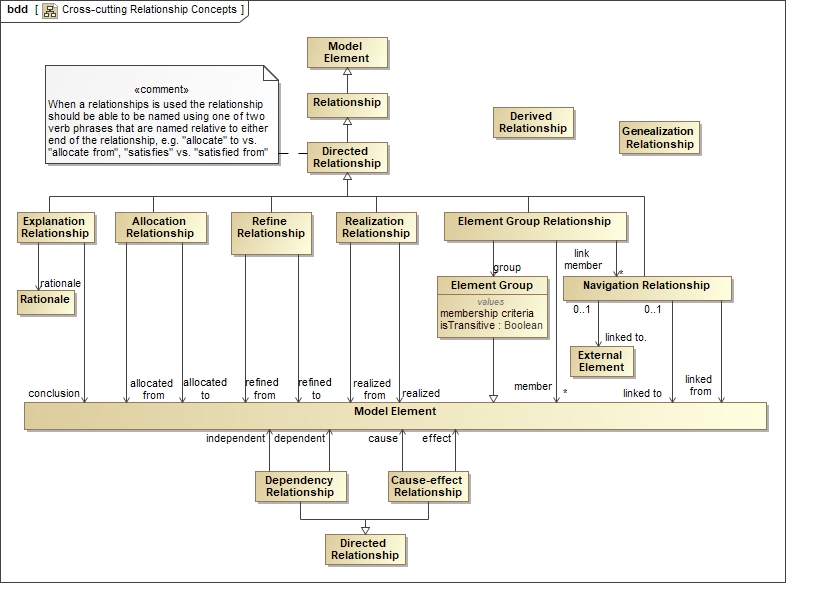 bdd [ Cross-cutting Relationship Concepts ]
Model
Element
«comment»
When a relationships is used the relationship
should be able to be named using one of two
verb phrases that are named relative to either
end of the relationship, e.g. "allocate" to vs.
"allocate from", "satisfies" vs. "satisfied from"
Relationship
Directed
Relationship
Derived
Relationship
Genealization
Relationship
Explanation
Relationship
Allocation
Relationship
Refine
Relationship
Realization
Relationship
Element Group Relationship
rationale
Rationale
group
link
member
*
Element Group
values
membership criteria
isTransitive : Boolean
Navigation Relationship
0..1
0..1
linked to.
External
Element
conclusion
allocated
from
allocated
to
refined
from
refined
to
realized
from
realized
member
*
linked to
linked
from
Model Element
independent
dependent
cause
effect
Dependency
Relationship
Cause-effect
Relationship
Directed
Relationship